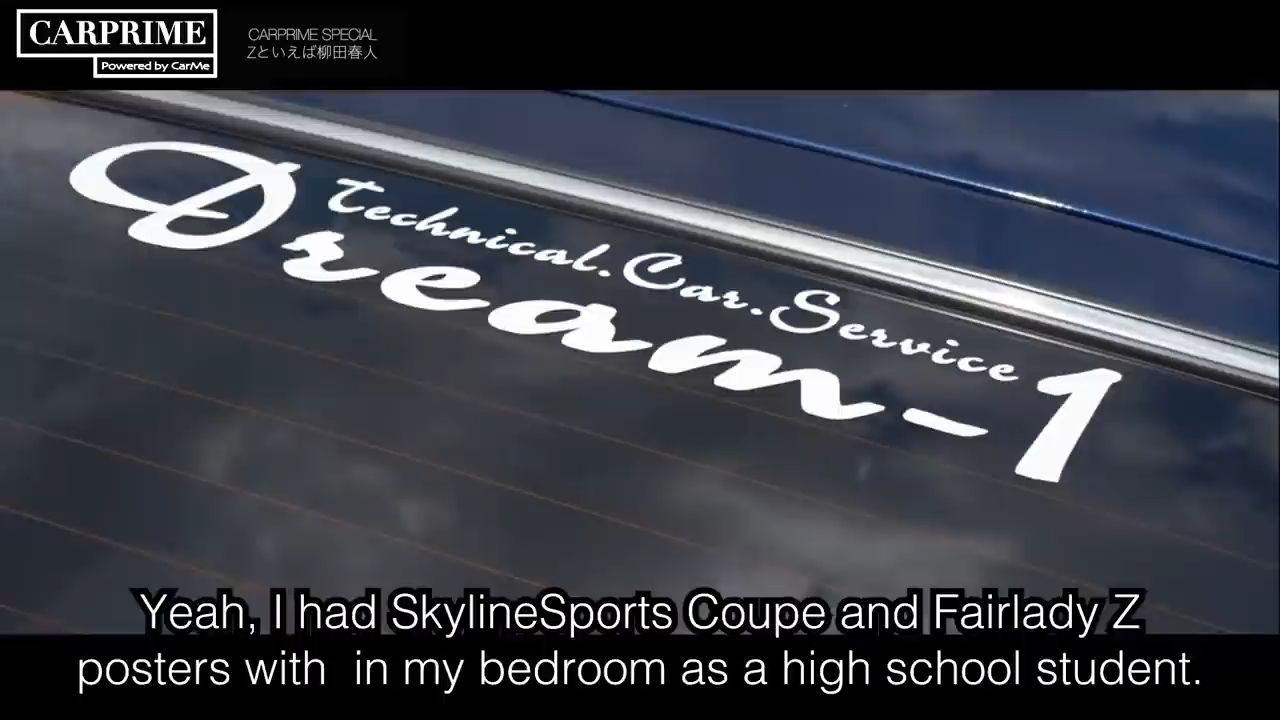 CARPRIME
Powered by CarMe
CARPRIME SPECIAL
Zといえば柳田春人
Technical.Car.Service
Dream-1
Yeah, I had SkylineSports Coupe and Fairlady Z
posters with  in my bedroom as a high school student.